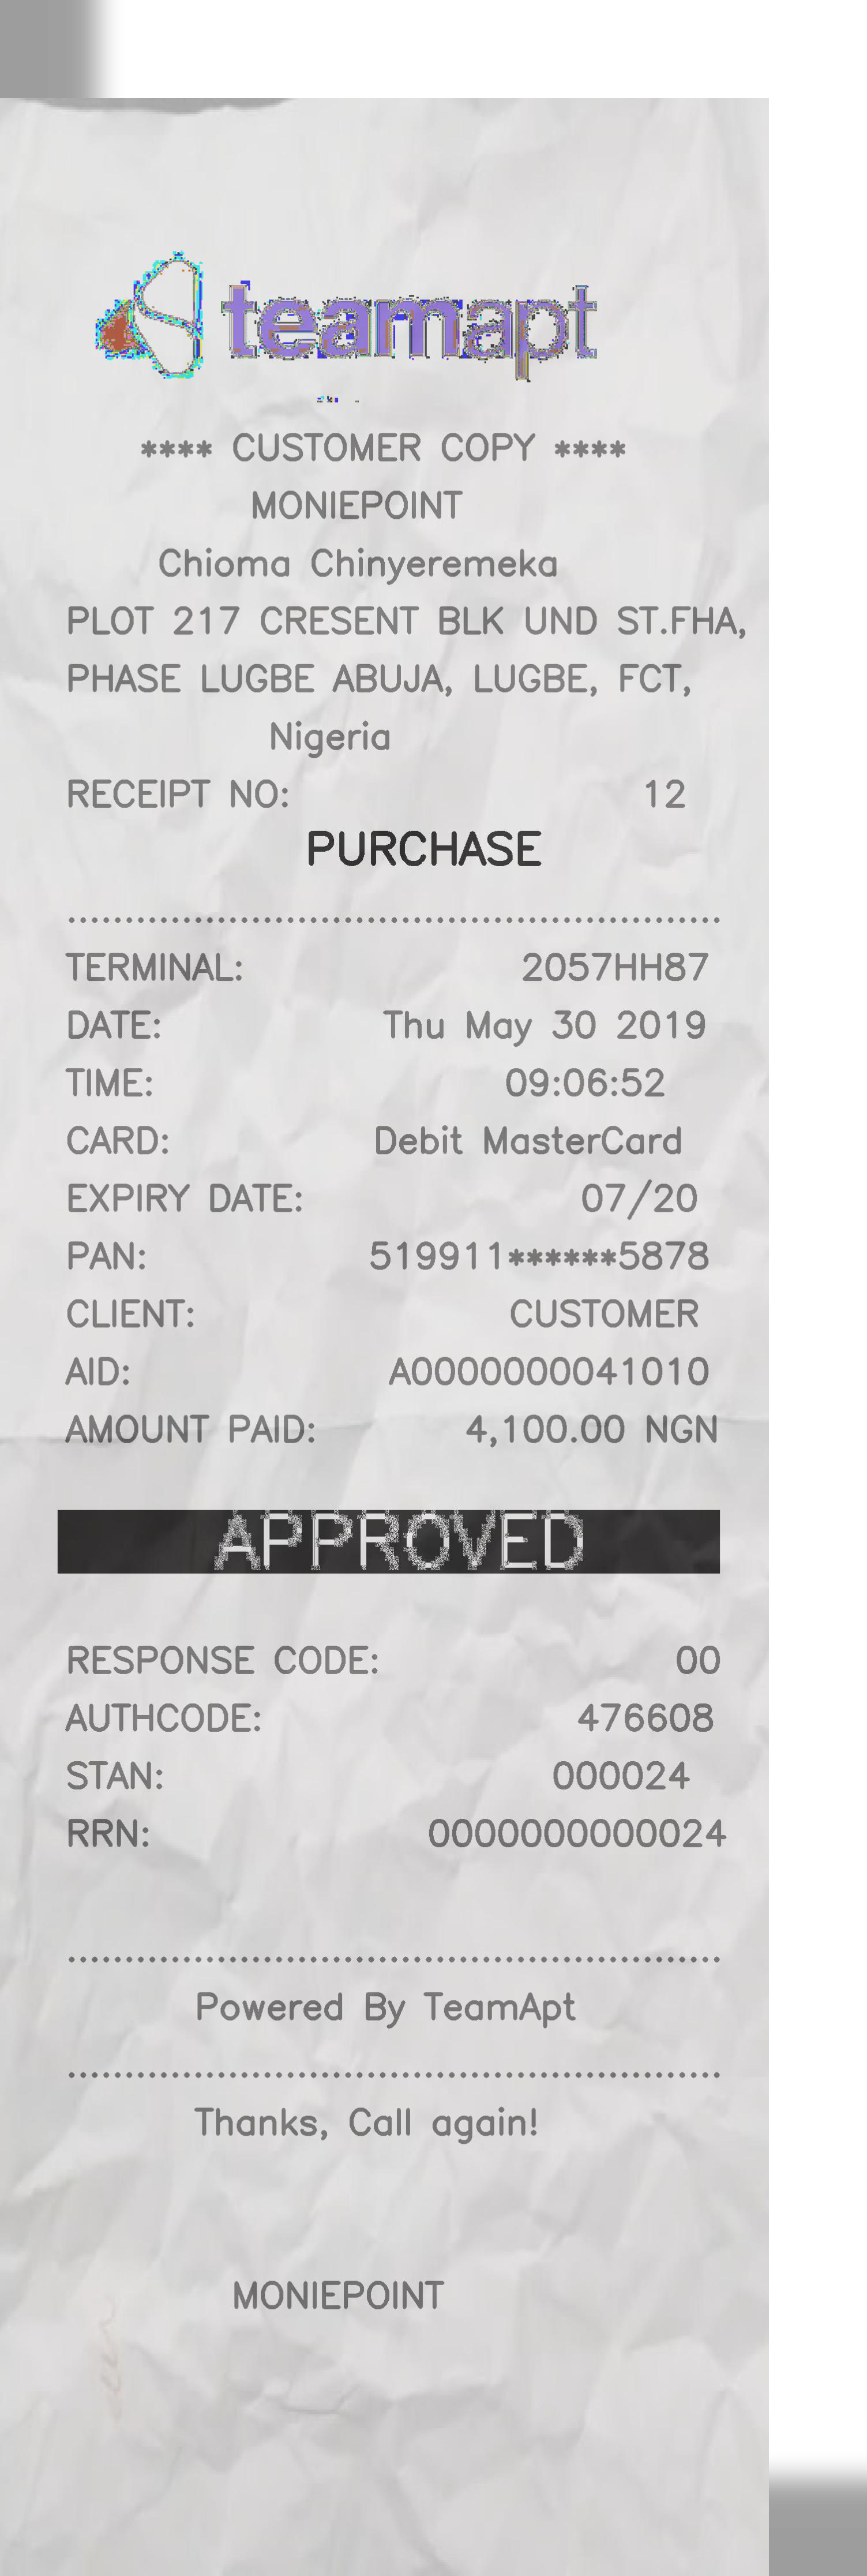 teamapt
**** CUSTOMER COPY ****
MONIEPOINT
Chioma Chinyeremeka
PLOT 217 CRESENT BLK UND ST.FHA,
PHASE LUGBE ABUJA, LUGBE, FCT,
Nigeria
RECEIPT NO: 12
PURCHASE
TERMINAL: 2057HH87
DATE: Thu May 30 2019
TIME: 09:06:52
CARD: Debit MasterCard
EXPIRY DATE: 07/20
PAN: 519911******5878
CLIENT: CUSTOMER
AID: A0000000041010
AMOUNT PAID: 4,100.00 NGN
APPROVED
RESPONSE CODE: 00
AUTHCODE: 476608
STAN: 000024
RRN: 0000000000024
Powered By TeamApt
Thanks, Call again!
MONIEPOINT